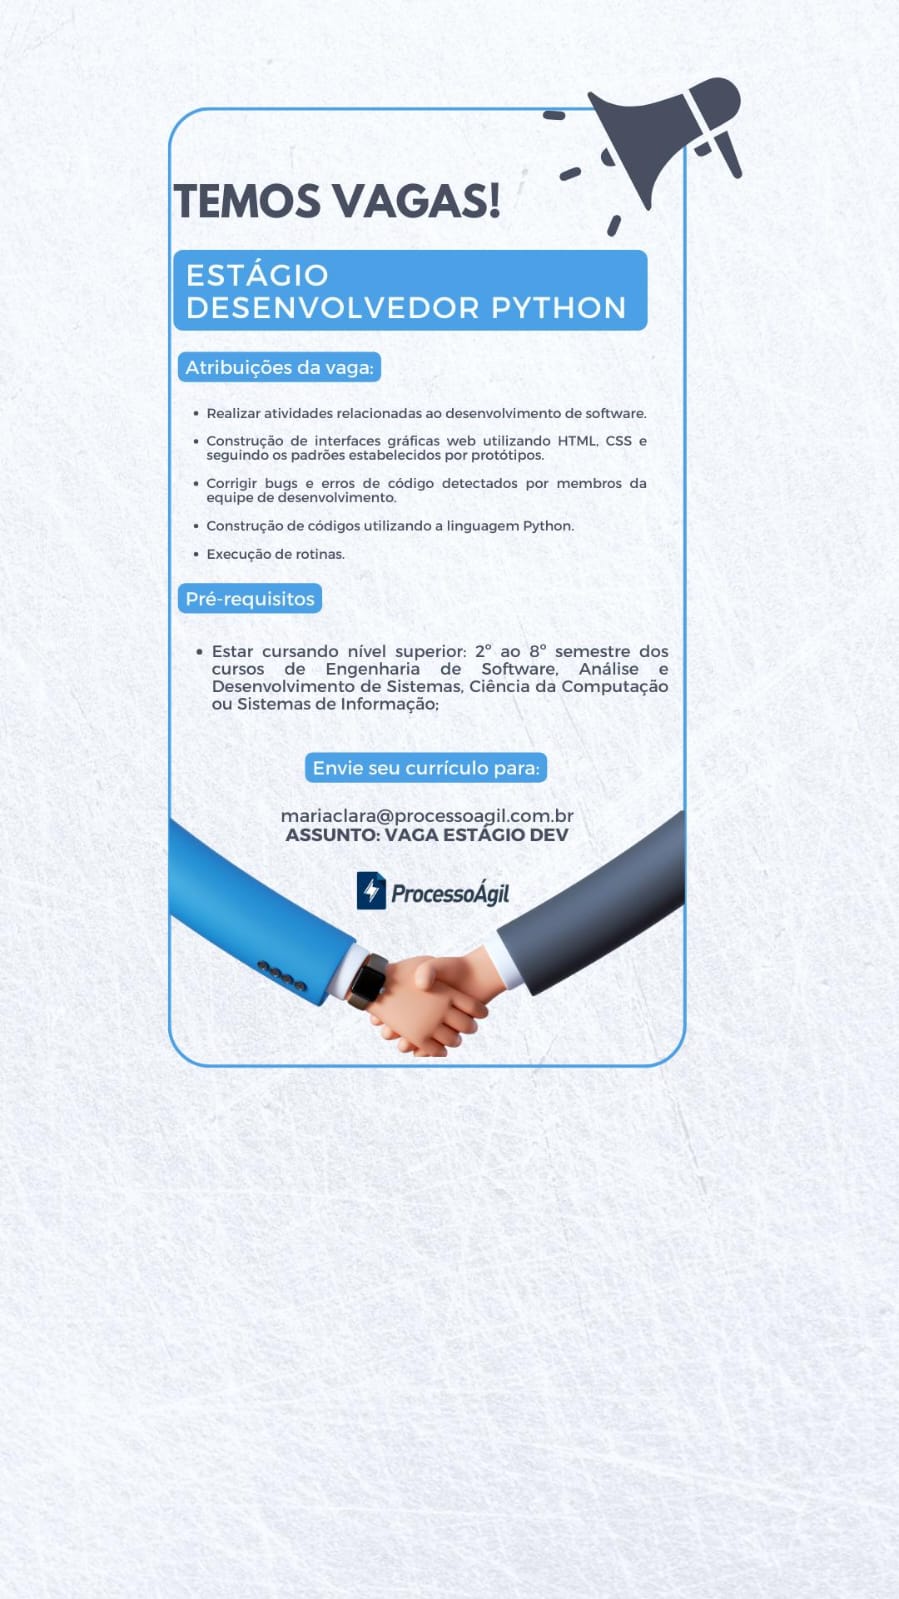 TEMOS VAGAS!
ESTÁGIO
DESENVOLVEDOR PYTHON
Atribuições da vaga:
• Realizar atividades relacionadas ao desenvolvimento de software.
• Construção de interfaces gráficas web utilizando HTML, CSS e
seguindo os padrões estabelecidos por protótipos.
• Corrigir bugs e erros de código detectados por membros da
equipe de desenvolvimento.
• Construção de códigos utilizando a linguagem Python.
• Execução de rotinas.
Pré-requisitos
• Estar cursando nível superior: 2º ao 8º semestre dos
cursos de Engenharia de Software, Análise e
Desenvolvimento de Sistemas, Ciência da Computação
ou Sistemas de Informação;
Envie seu currículo para:
mariaclara@processoagil.com.br
ASSUNTO: VAGA ESTÁGIO DEV
ProcessoÁgil